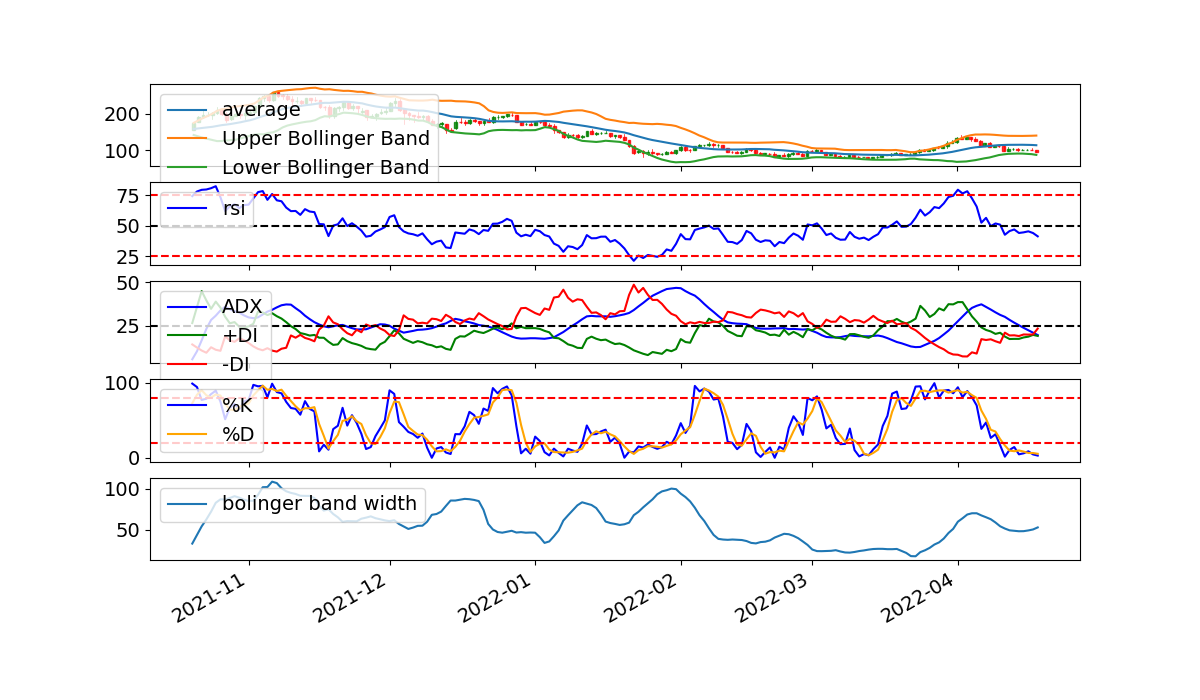 200
100
average
Upper Bollinger Band
Lower Bollinger Band
75
50
25
rsi
50
25
ADX
+DI
-DI
100
0
%K
%D
100
50
bolinger band width
2021-11
2021-12
2022-01
2022-02
2022-03
2022-04